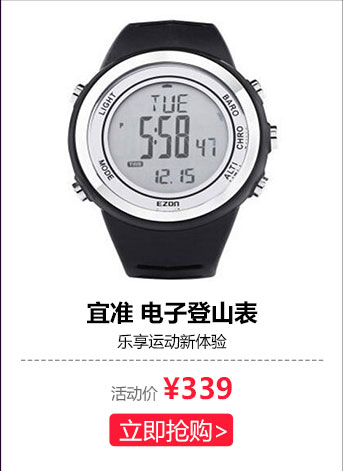 LIGHT
BARO
TUE
P 5:58 47
CHRO
MODE
TIME
ALTI
12.15
EZON
宜准 电子登山表
乐享运动新体验
活动价 ¥339
立即抢购>